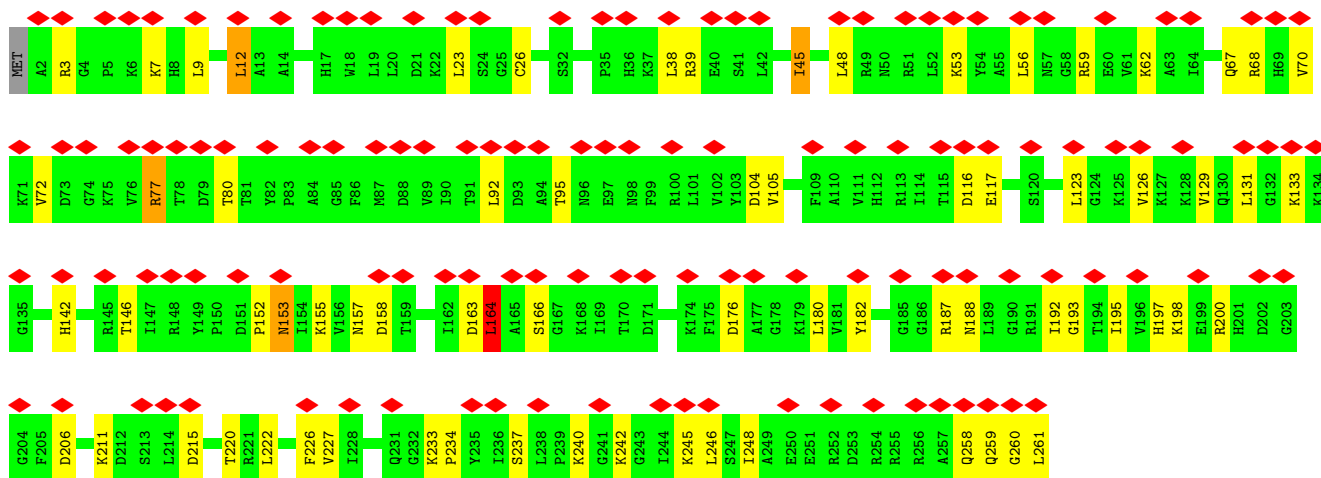 MET A2 R3 G4 P5 K6 K7 H8 L9 L12 A13 A14 H17 W18 L19 L20 D21 K22 L23 S24 G25 C26 S32 P35 H36 K37 L38 R39 E40 S41 L42 I45 L48 R49 N50 R51 L52 K53 Y54 A55 L56 N57 G58 R59 E60 V61 K62 A63 I64 Q67 R68 H69 V70
K71 V72 D73 G74 K75 V76 R77 T78 D79 T80 T81 Y82 P83 A84 G85 F86 M87 D88 V89 I90 T91 L92 D93 A94 T95 N96 E97 N98 F99 R100 L101 V102 Y103 D104 V105 F109 A110 V111 H112 R113 I114 T115 D116 E117 S120 L123 G124 K125 V126 K127 K128 V129 Q130 L131 G132 K133 K134
G135 H142 R145 T146 I147 R148 Y149 P150 D151 P152 N153 I154 K155 V156 N157 D158 T159 I162 D163 L164 A165 S166 G167 K168 I169 T170 D171 K174 F175 D176 A177 G178 K179 L180 V181 Y182 G185 G186 R187 N188 L189 G190 R191 I192 G193 T194 I195 V196 H197 K198 E199 R200 H201 D202 G203
G204 F205 D206 K211 D212 S213 L214 D215 T220 R221 L222 F226 V227 I228 Q231 G232 K233 P234 Y235 I236 S237 L238 P239 K240 G241 K242 G243 I244 K245 L246 S247 I248 A249 E250 E251 R252 D253 R254 R255 R256 A257 Q258 Q259 G260 L261